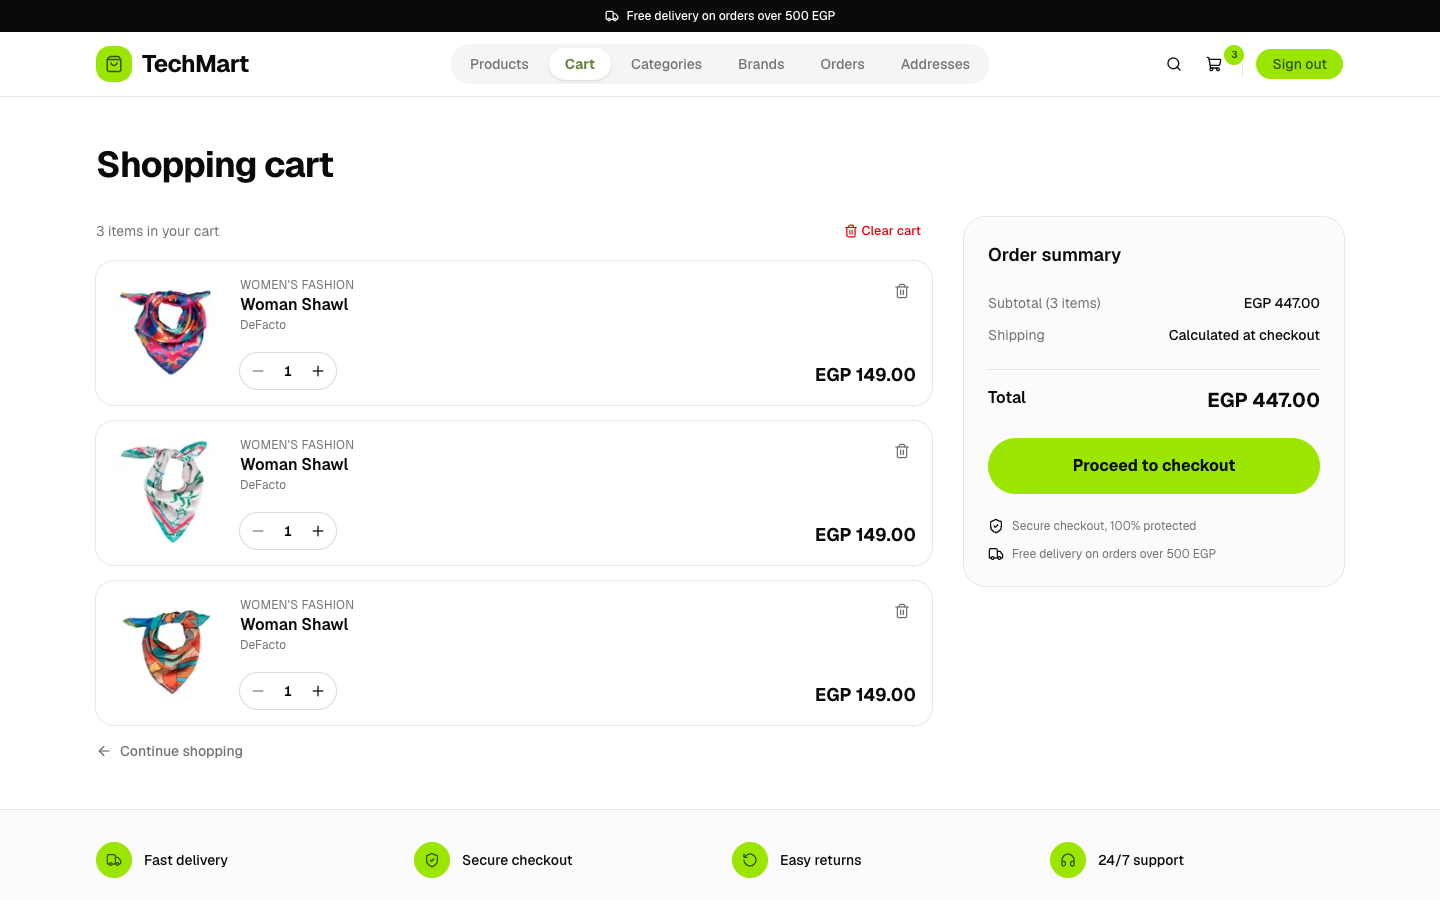 Free delivery on orders over 500 EGP
TechMart
Products
Cart
Categories
Brands
Orders
Addresses
3
Sign out
Shopping cart
3 items in your cart
Clear cart
WOMEN'S FASHION
Woman Shawl
DeFacto
1
EGP 149.00
WOMEN'S FASHION
Woman Shawl
DeFacto
1
EGP 149.00
WOMEN'S FASHION
Woman Shawl
DeFacto
1
EGP 149.00
Continue shopping
Order summary
Subtotal (3 items) EGP 447.00
Shipping Calculated at checkout
Total EGP 447.00
Proceed to checkout
Secure checkout, 100% protected
Free delivery on orders over 500 EGP
Fast delivery
Secure checkout
Easy returns
24/7 support